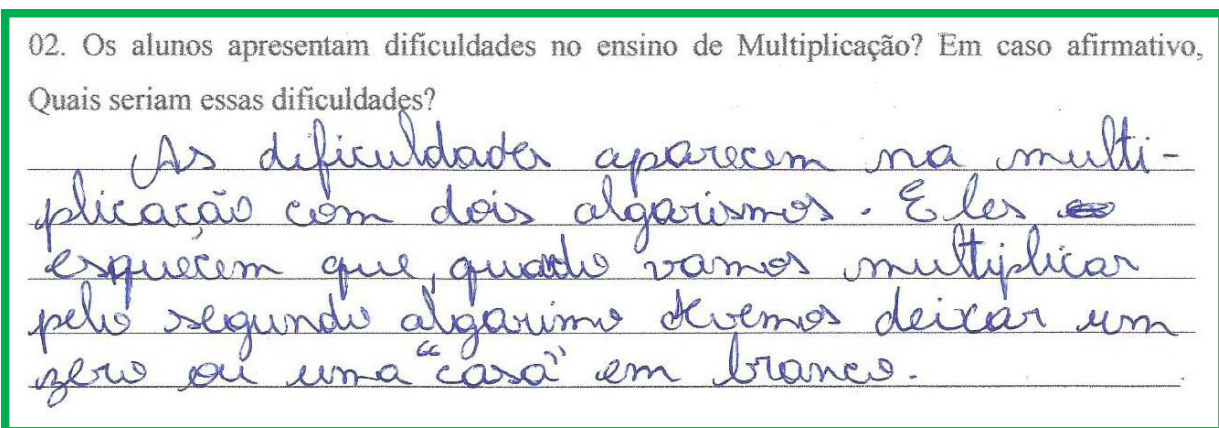 02. Os alunos apresentam dificuldades no ensino de Multiplicação? Em caso afirmativo,
Quais seriam essas dificuldades?
As dificuldades aparecem na multi-
plicação com dois algarismos. Eles
esquecem que, quando vamos multiplicar
pelo segundo algarimo devemos deixar um
zero ou uma "casa" em branco.